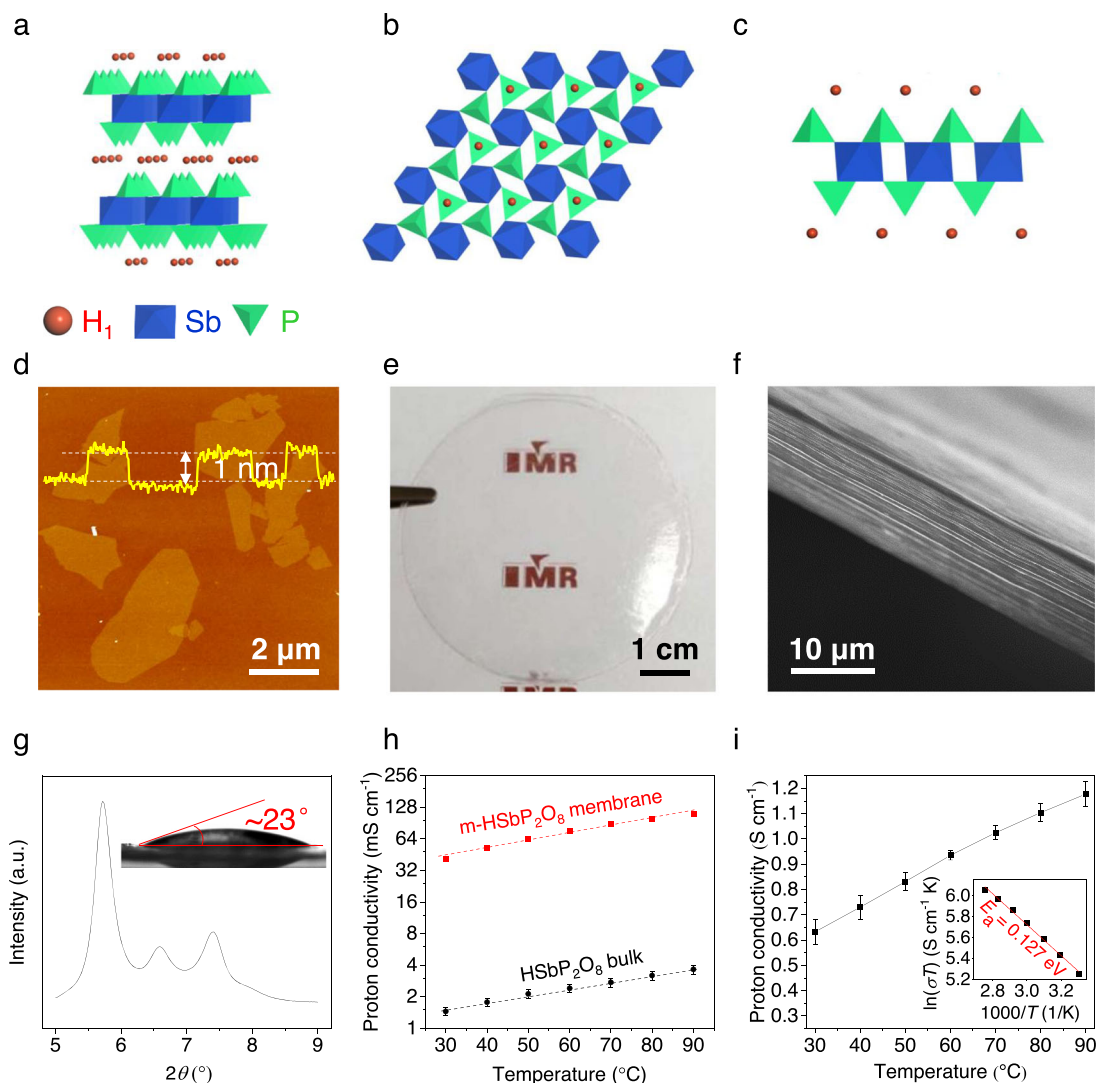 a
b
c
H₁ Sb P
d
e
f
1 nm
IMR
IMR
IMR
2 µm
1 cm
10 µm
g
h
i
Intensity (a.u.)
~23°
5 6 7 8 9
2θ (°)
Proton conductivity (mS cm⁻¹)
256
128
64
32
16
8
4
2
1
m-HSbP₂O₈ membrane
HSbP₂O₈ bulk
30 40 50 60 70 80 90
Temperature (°C)
Proton conductivity (S cm⁻¹)
1.2
1.1
1.0
0.9
0.8
0.7
0.6
0.5
0.4
0.3
ln(σT) (S cm⁻¹ K)
6.0
5.8
5.6
5.4
5.2
Eₐ = 0.127 eV
2.8 3.0 3.2
1000/T (1/K)
30 40 50 60 70 80 90
Temperature (°C)